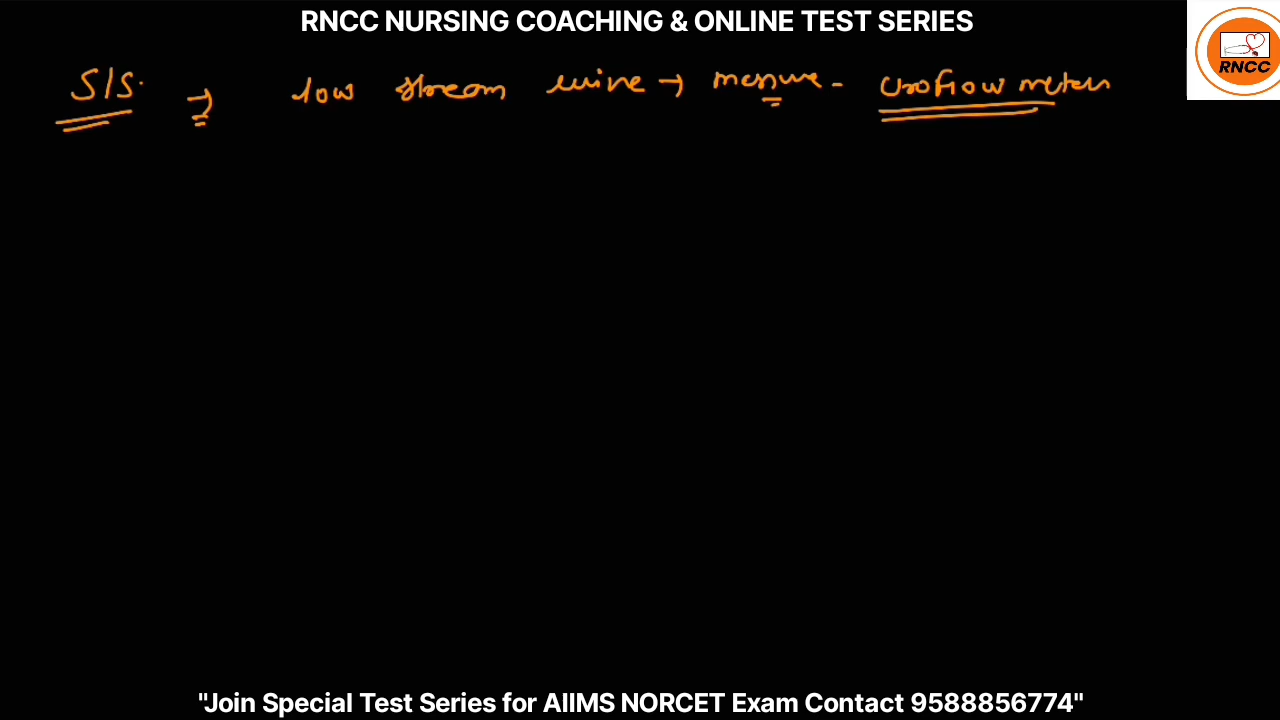 RNCC NURSING COACHING & ONLINE TEST SERIES
RNCC
S/S. → low stream urine → measure - uroflow meter
"Join Special Test Series for AIIMS NORCET Exam Contact 9588856774"